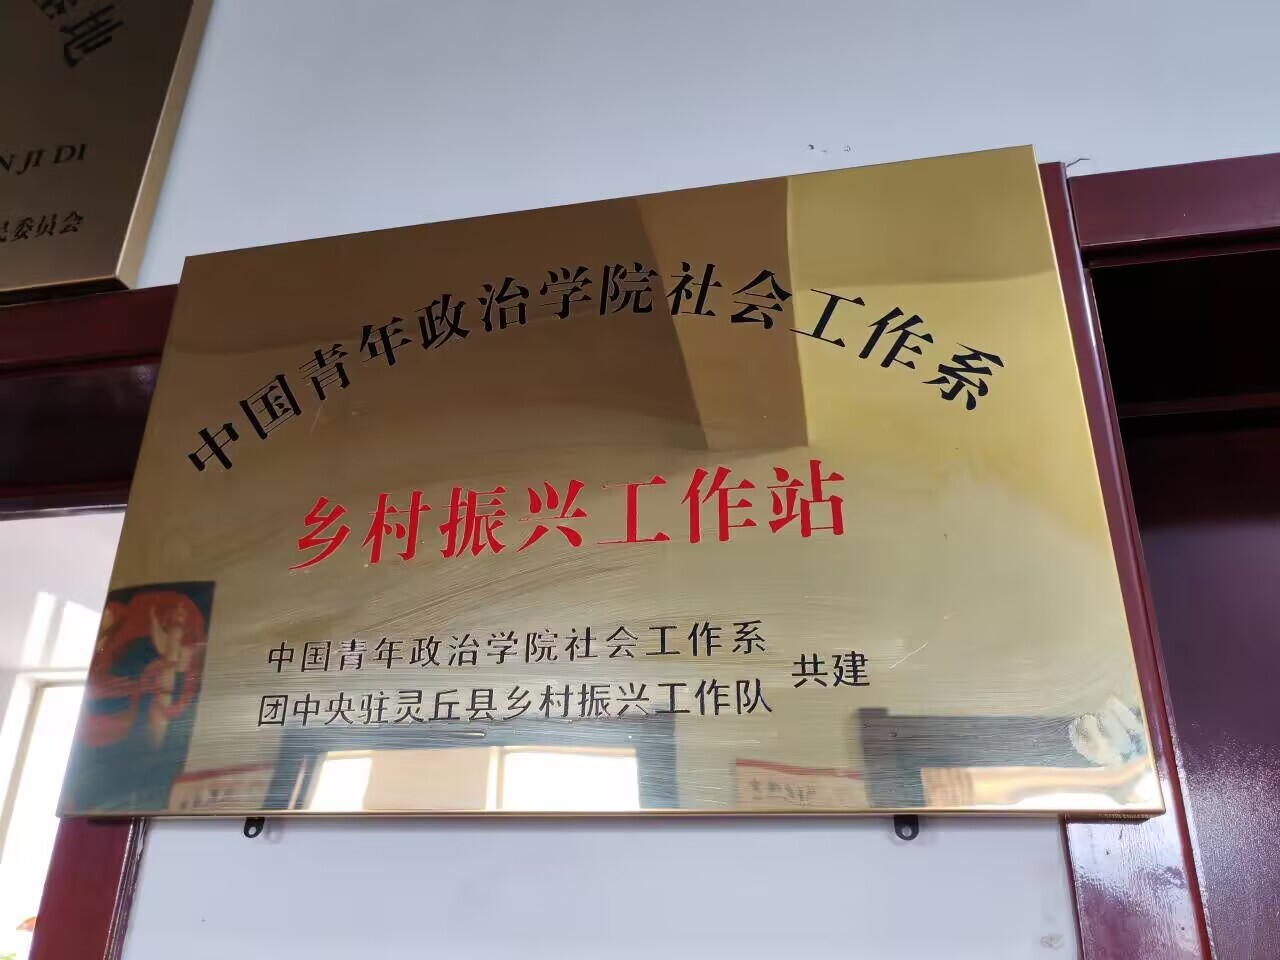 地
N JI DI
民委员会
中国青年政治学院社会工作系
乡村振兴工作站
中国青年政治学院社会工作系
团中央驻灵丘县乡村振兴工作队
共建